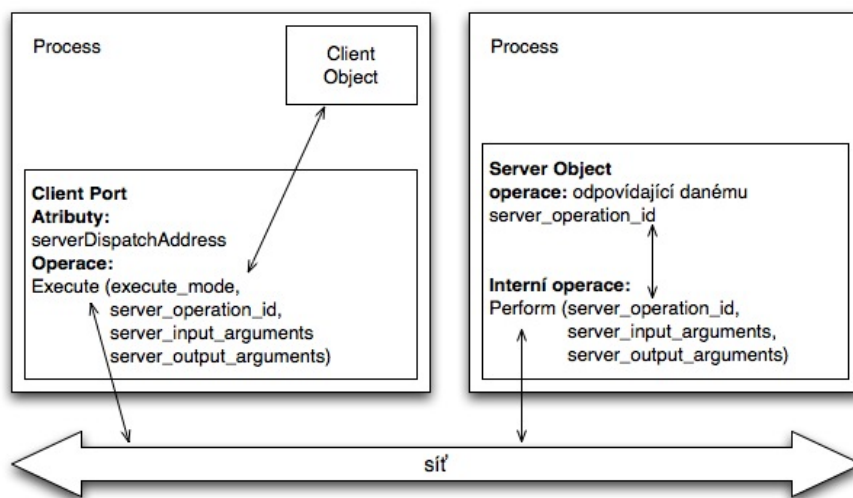 Process
Client
Object
Client Port
Atributy:
serverDispatchAddress
Operace:
Execute (execute_mode,
server_operation_id,
server_input_arguments
server_output_arguments)
Process
Server Object
operace: odpovídající danému
server_operation_id
Interní operace:
Perform (server_operation_id,
server_input_arguments,
server_output_arguments)
síť